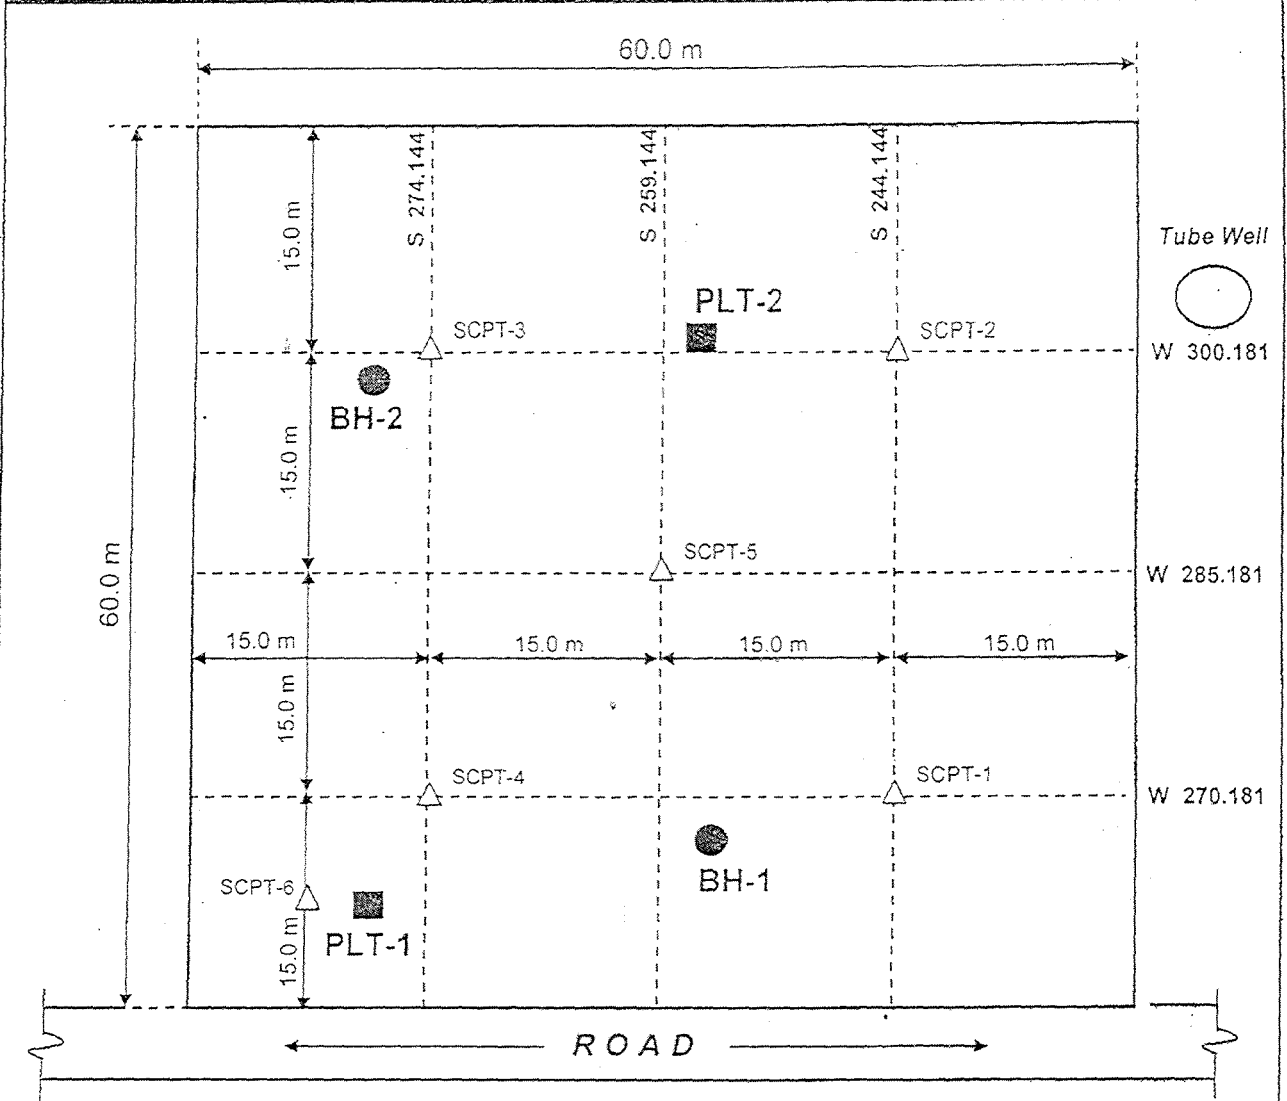 60.0 m
S 274.144
S 259.144
S 244.144
15.0 m
Tube Well
PLT-2
SCPT-3
SCPT-2
W 300.181
BH-2
15.0 m
60.0 m
SCPT-5
W 285.181
15.0 m
15.0 m
15.0 m
15.0 m
15.0 m
SCPT-4
SCPT-1
W 270.181
BH-1
SCPT-6
PLT-1
15.0 m
ROAD